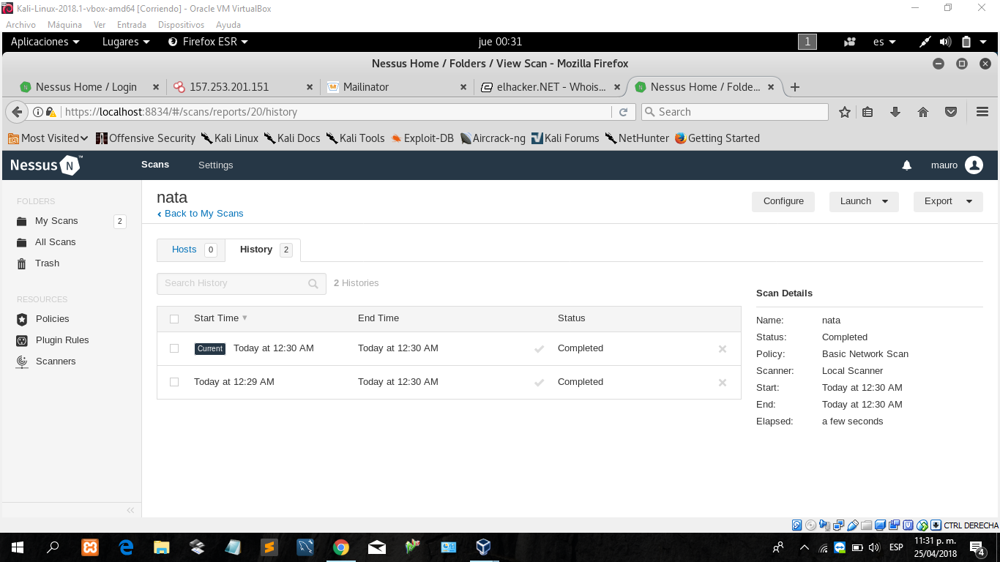 Kali-Linux-2018.1-vbox-amd64 [Corriendo] - Oracle VM VirtualBox
Archivo Máquina Ver Entrada Dispositivos Ayuda
Aplicaciones Lugares Firefox ESR jue 00:31 1 es
Nessus Home / Folders / View Scan - Mozilla Firefox
Nessus Home / Login 157.253.201.151 Mailinator elhacker.NET - Whois... Nessus Home / Folde...
https://localhost:8834/#/scans/reports/20/history Search
Most Visited Offensive Security Kali Linux Kali Docs Kali Tools Exploit-DB Aircrack-ng Kali Forums NetHunter Getting Started
Nessus N ™ Scans Settings mauro
FOLDERS
My Scans 2
All Scans
Trash
RESOURCES
Policies
Plugin Rules
Scanners
nata
Back to My Scans
Configure Launch Export
Hosts 0 History 2
Search History 2 Histories
Start Time End Time Status
Current Today at 12:30 AM Today at 12:30 AM Completed
Today at 12:29 AM Today at 12:30 AM Completed
Scan Details
Name: nata
Status: Completed
Policy: Basic Network Scan
Scanner: Local Scanner
Start: Today at 12:30 AM
End: Today at 12:30 AM
Elapsed: a few seconds
CTRL DERECHA
ESP 11:31 p. m.
25/04/2018 4